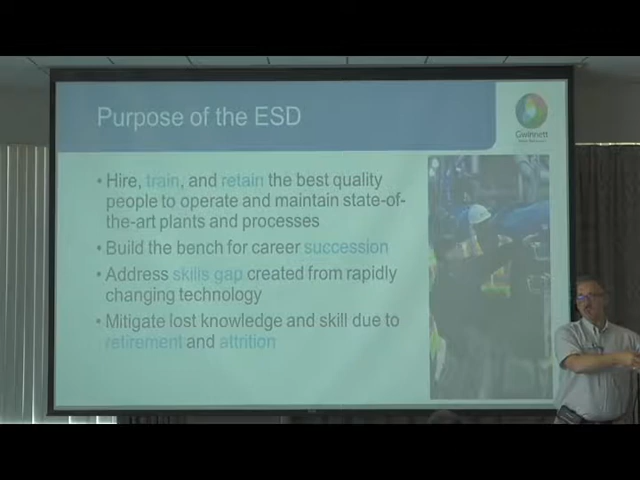 Purpose of the ESD
Gwinnett
• Hire, train, and retain the best quality
people to operate and maintain state-of-
the-art plants and processes
• Build the bench for career succession
• Address skills gap created from rapidly
changing technology
• Mitigate lost knowledge and skill due to
retirement and attrition